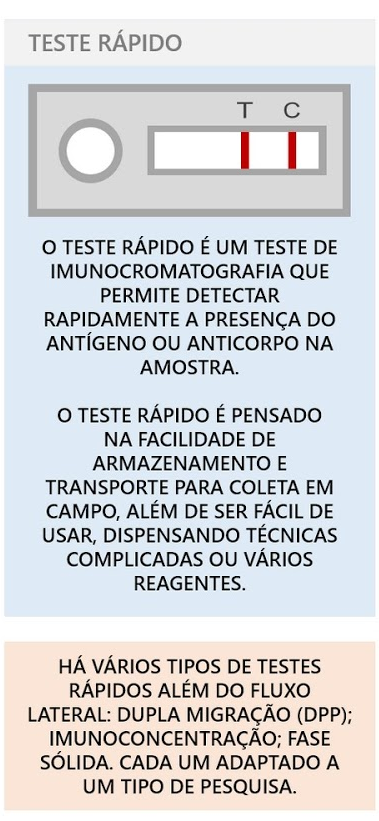 TESTE RÁPIDO
T C
O TESTE RÁPIDO É UM TESTE DE
IMUNOCROMATOGRAFIA QUE
PERMITE DETECTAR
RAPIDAMENTE A PRESENÇA DO
ANTÍGENO OU ANTICORPO NA
AMOSTRA.
O TESTE RÁPIDO É PENSADO
NA FACILIDADE DE
ARMAZENAMENTO E
TRANSPORTE PARA COLETA EM
CAMPO, ALÉM DE SER FÁCIL DE
USAR, DISPENSANDO TÉCNICAS
COMPLICADAS OU VÁRIOS
REAGENTES.
HÁ VÁRIOS TIPOS DE TESTES
RÁPIDOS ALÉM DO FLUXO
LATERAL: DUPLA MIGRAÇÃO (DPP);
IMUNOCONCENTRAÇÃO; FASE
SÓLIDA. CADA UM ADAPTADO A
UM TIPO DE PESQUISA.